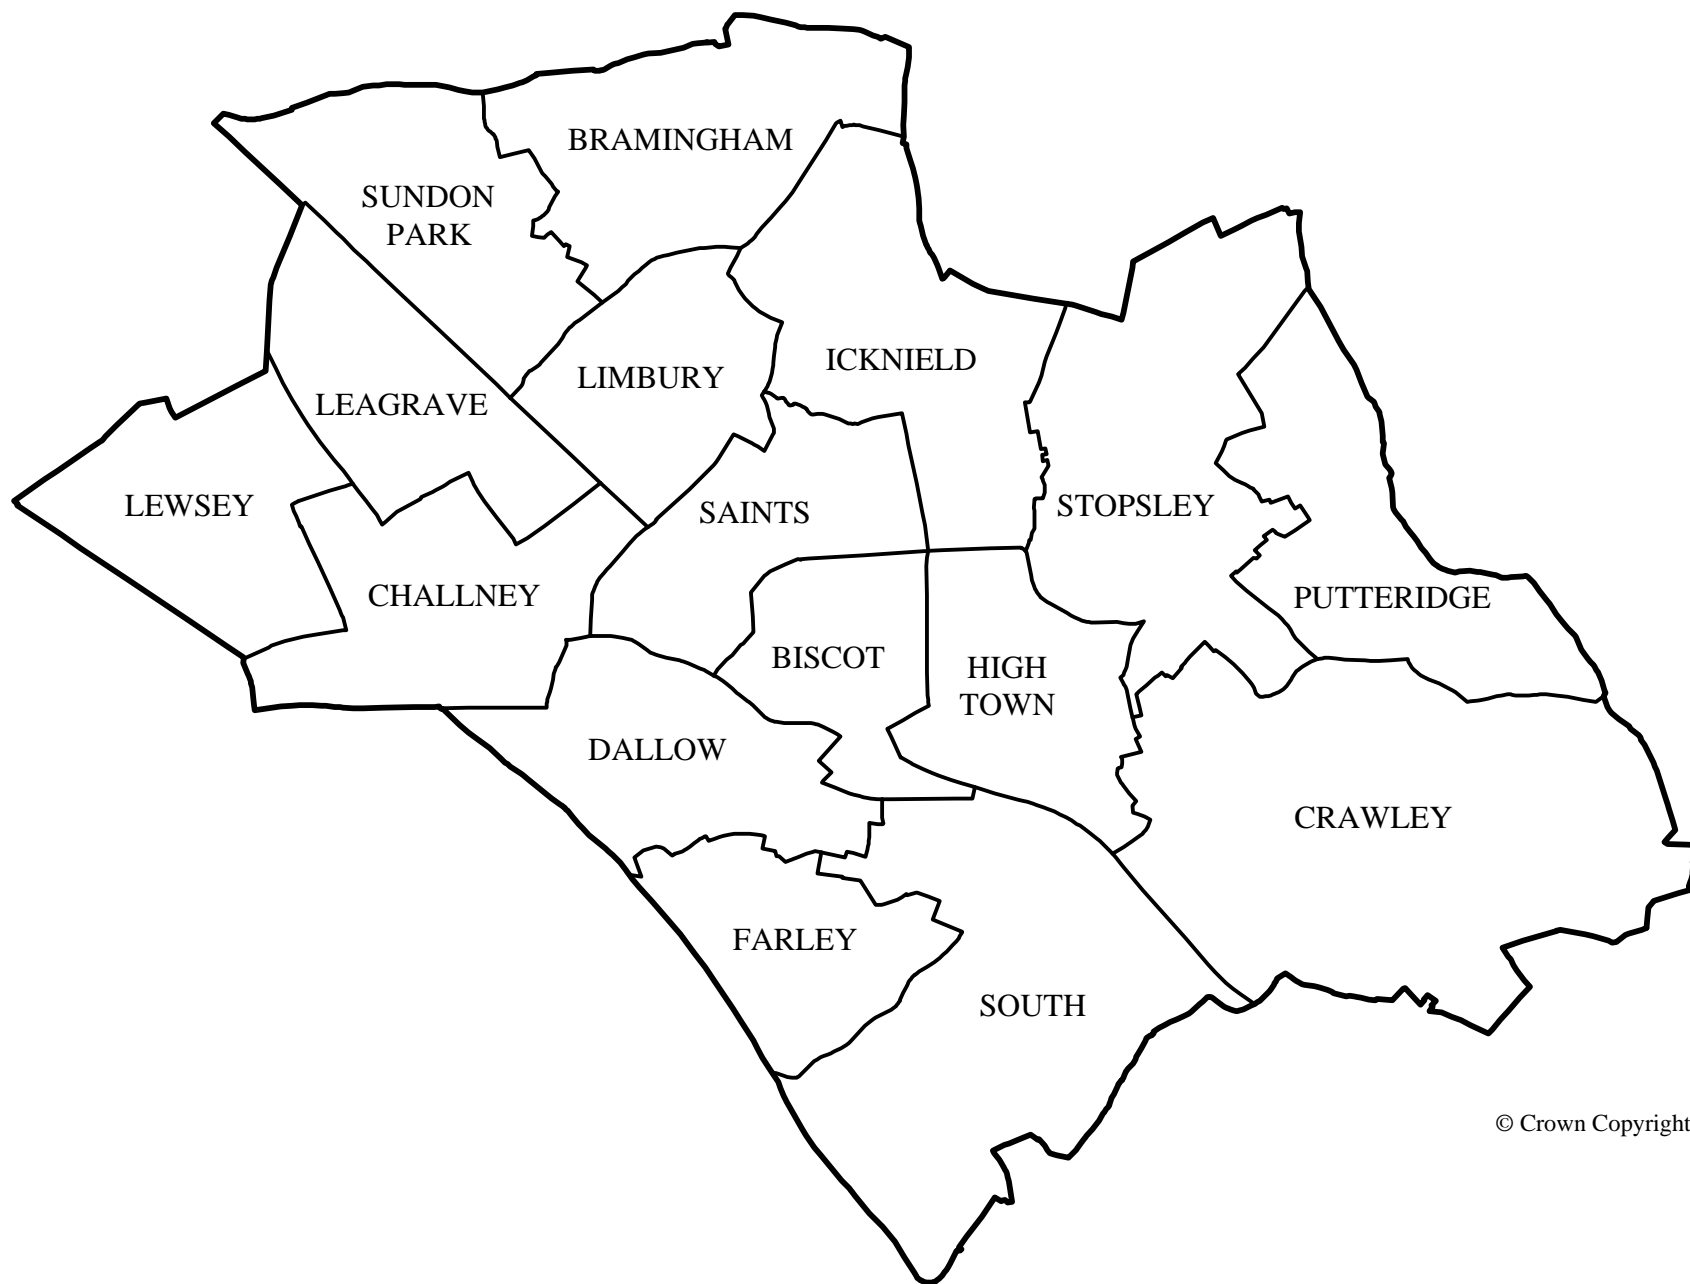 BRAMINGHAM
SUNDON
PARK
ICKNIELD
LIMBURY
LEAGRAVE
LEWSEY
STOPSLEY
SAINTS
CHALLNEY
PUTTERIDGE
BISCOT
HIGH
TOWN
DALLOW
CRAWLEY
FARLEY
SOUTH
© Crown Copyright